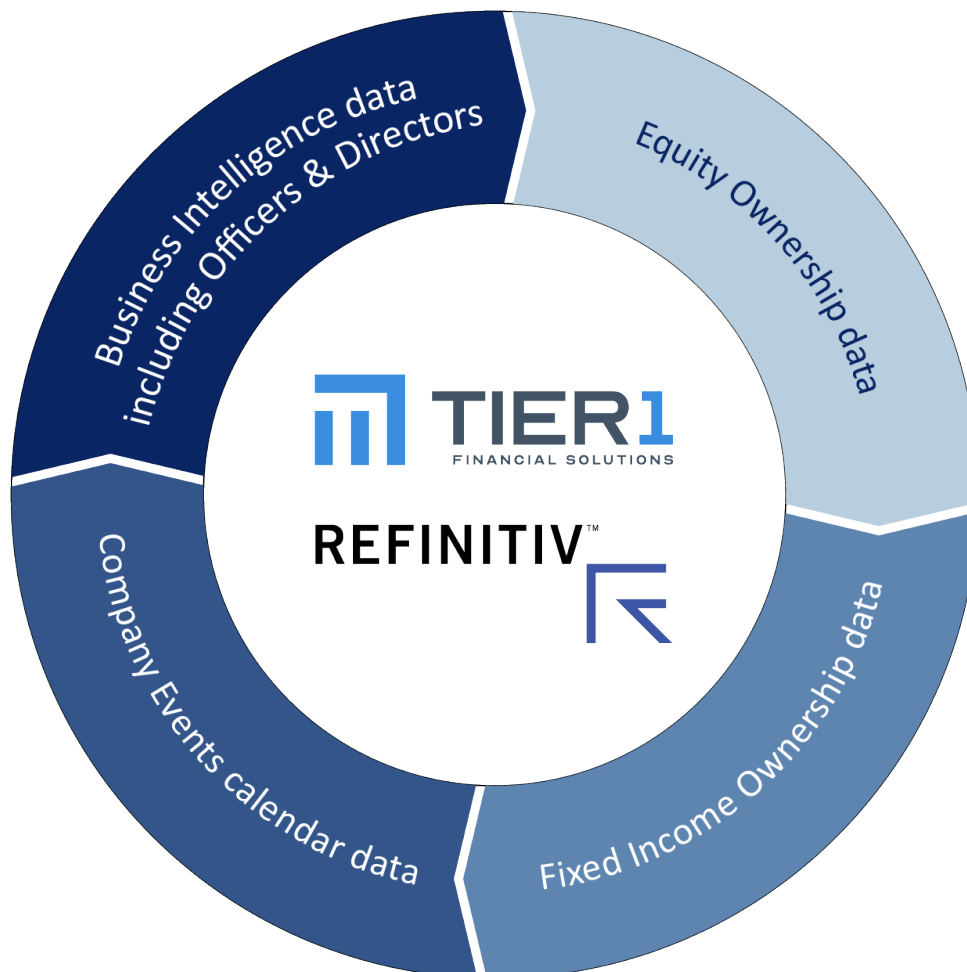 Business Intelligence data
including Officers & Directors
Equity Ownership data
TIER1
FINANCIAL SOLUTIONS
REFINITIV™
Company Events calendar data
Fixed Income Ownership data